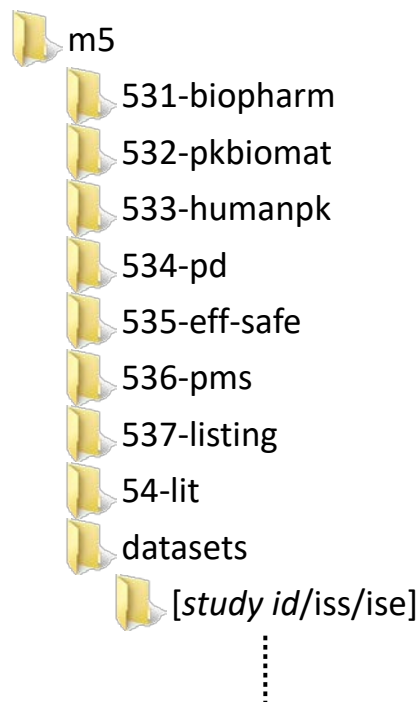 m5
531-biopharm
532-pkbiomat
533-humanpk
534-pd
535-eff-safe
536-pms
537-listing
54-lit
datasets
[study id/iss/ise]